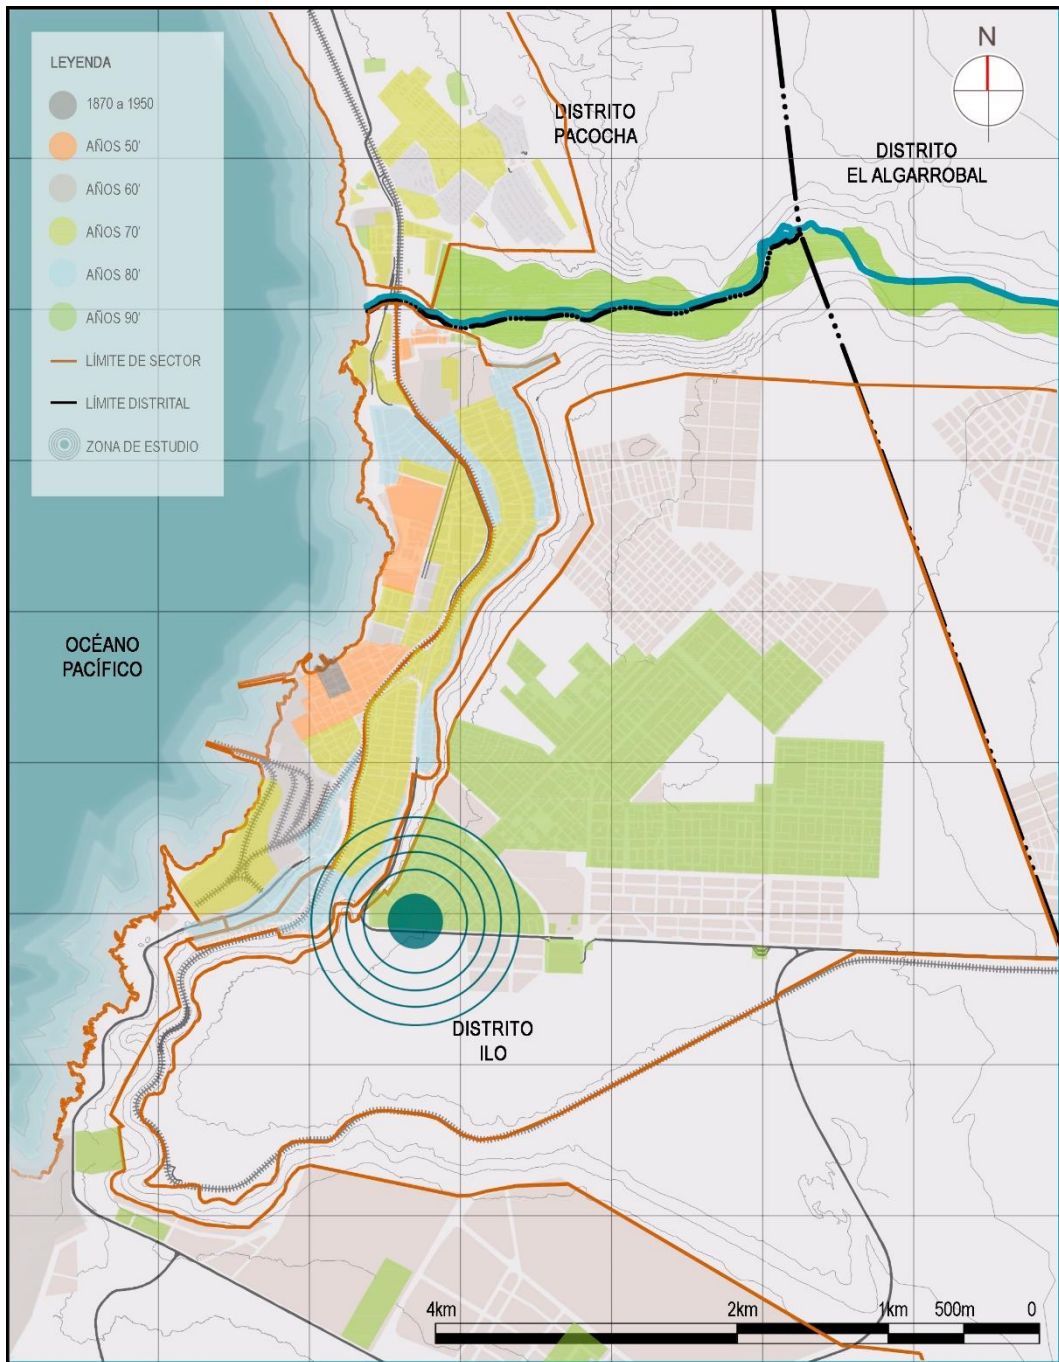 LEYENDA
1870 a 1950
AÑOS 50'
AÑOS 60'
AÑOS 70'
AÑOS 80'
AÑOS 90'
LÍMITE DE SECTOR
LÍMITE DISTRITAL
ZONA DE ESTUDIO
N
DISTRITO
PACOCHA
DISTRITO
EL ALGARROBAL
OCÉANO
PACÍFICO
DISTRITO
ILO
4km 2km 1km 500m 0